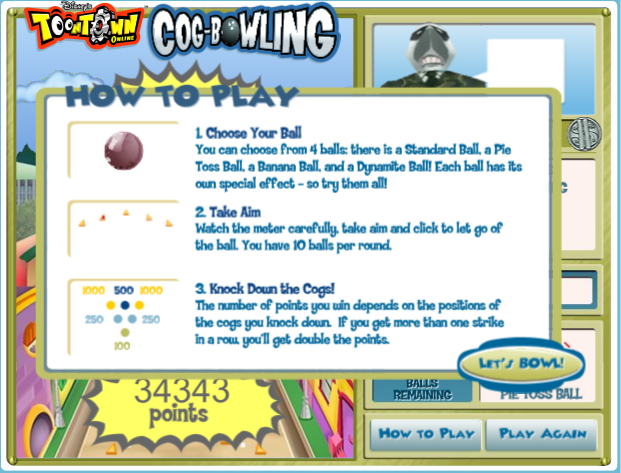 Disney's
TOONTOWN
ONLINE
COG-BOWLING
HOW TO PLAY
1. Choose Your Ball
You can choose from 4 balls: there is a Standard Ball, a Pie
Toss Ball, a Banana Ball, and a Dynamite Ball! Each ball has its
own special effect - so try them all!
2. Take Aim
Watch the meter carefully, take aim and click to let go of
the ball. You have 10 balls per round.
1000 500 1000
250 250
100
3. Knock Down the Cogs!
The number of points you win depends on the positions of
the cogs you knock down. If you get more than one strike
in a row, you'll get double the points.
LET'S BOWL!
34343
points
BALLS
REMAINING
PIE TOSS BALL
HOW TO PLAY
PLAY AGAIN